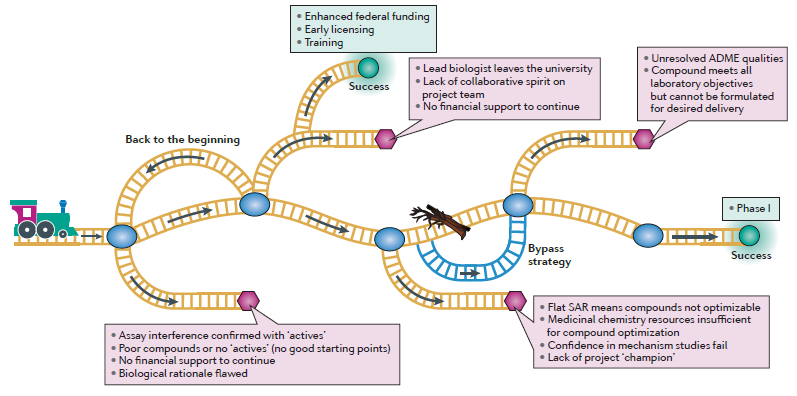 • Enhanced federal funding
• Early licensing
• Training
Success
• Lead biologist leaves the university
• Lack of collaborative spirit on
project team
• No financial support to continue
• Unresolved ADME qualities
• Compound meets all
laboratory objectives
but cannot be formulated
for desired delivery
Back to the beginning
• Phase I
Success
Bypass
strategy
• Assay interference confirmed with ‘actives’
• Poor compounds or no ‘actives’ (no good starting points)
• No financial support to continue
• Biological rationale flawed
• Flat SAR means compounds not optimizable
• Medicinal chemistry resources insufficient
for compound optimization
• Confidence in mechanism studies fail
• Lack of project ‘champion’